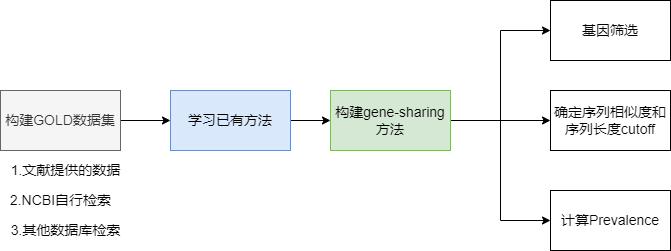 基因筛选
构建GOLD数据集
学习已有方法
构建gene-sharing
方法
确定序列相似度和
序列长度cutoff
1.文献提供的数据
2.NCBI自行检索
3.其他数据库检索
计算Prevalence